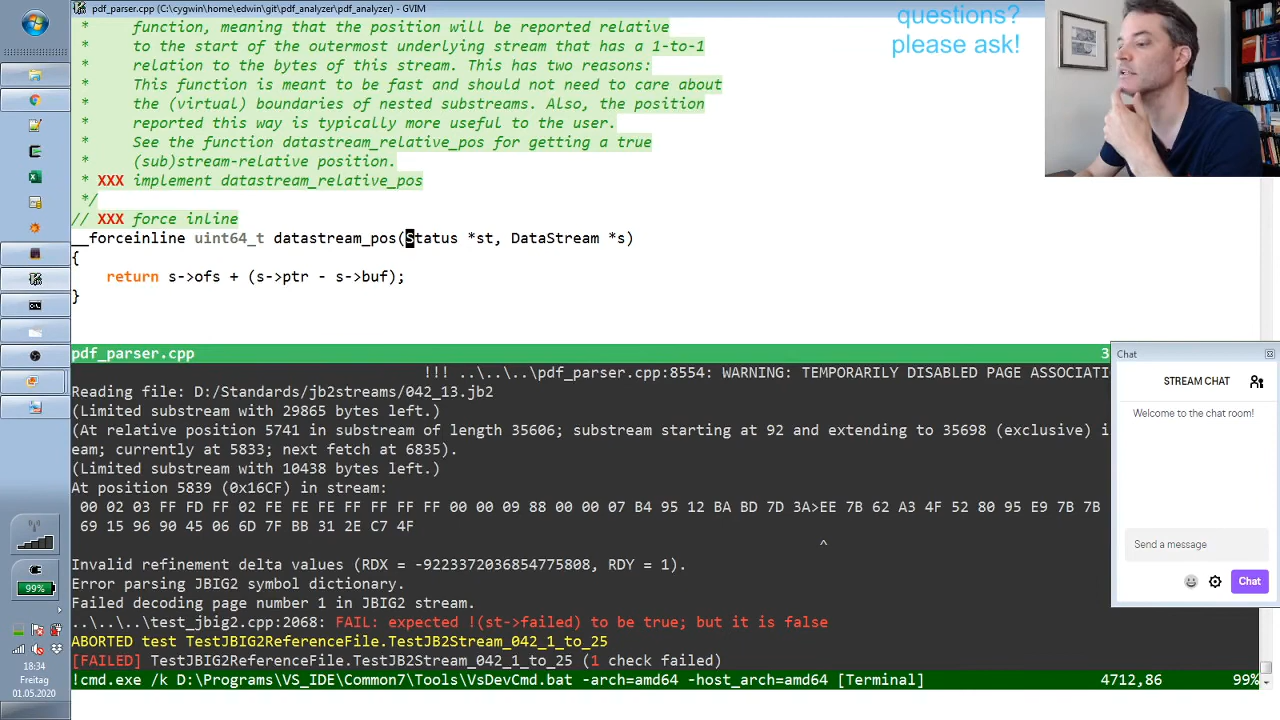 pdf_parser.cpp (C:\cygwin\home\edwin\git\pdf_analyzer\pdf_analyzer) - GVIM
*     function, meaning that the position will be reported relative
*     to the start of the outermost underlying stream that has a 1-to-1
*     relation to the bytes of this stream. This has two reasons:
*     This function is meant to be fast and should not need to care about
*     the (virtual) boundaries of nested substreams. Also, the position
*     reported this way is typically more useful to the user.
*     See the function datastream_relative_pos for getting a true
*     (sub)stream-relative position.
* XXX implement datastream_relative_pos
*/
// XXX force inline
__forceinline uint64_t datastream_pos(Status *st, DataStream *s)
{
    return s->ofs + (s->ptr - s->buf);
}
questions?
please ask!
pdf_parser.cpp 3
!!! ..\..\..\pdf_parser.cpp:8554: WARNING: TEMPORARILY DISABLED PAGE ASSOCIATI
Reading file: D:/Standards/jb2streams/042_13.jb2
(Limited substream with 29865 bytes left.)
(At relative position 5741 in substream of length 35606; substream starting at 92 and extending to 35698 (exclusive) i
eam; currently at 5833; next fetch at 6835).
(Limited substream with 10438 bytes left.)
At position 5839 (0x16CF) in stream:
00 02 03 FF FD FF 02 FE FE FE FF FF FF FF 00 00 09 88 00 00 07 B4 95 12 BA BD 7D 3A>EE 7B 62 A3 4F 52 80 95 E9 7B 7B
69 15 96 90 45 06 6D 7F BB 31 2E C7 4F
^
Invalid refinement delta values (RDX = -9223372036854775808, RDY = 1).
Error parsing JBIG2 symbol dictionary.
Failed decoding page number 1 in JBIG2 stream.
..\..\..\test_jbig2.cpp:2068: FAIL: expected !(st->failed) to be true; but it is false
ABORTED test TestJBIG2ReferenceFile.TestJB2Stream_042_1_to_25
[FAILED] TestJBIG2ReferenceFile.TestJB2Stream_042_1_to_25 (1 check failed)
!cmd.exe /k D:\Programs\VS_IDE\Common7\Tools\VsDevCmd.bat -arch=amd64 -host_arch=amd64 [Terminal] 4712,86 99%
Chat
STREAM CHAT
Welcome to the chat room!
Send a message
Chat
99%
18:34
Freitag
01.05.2020